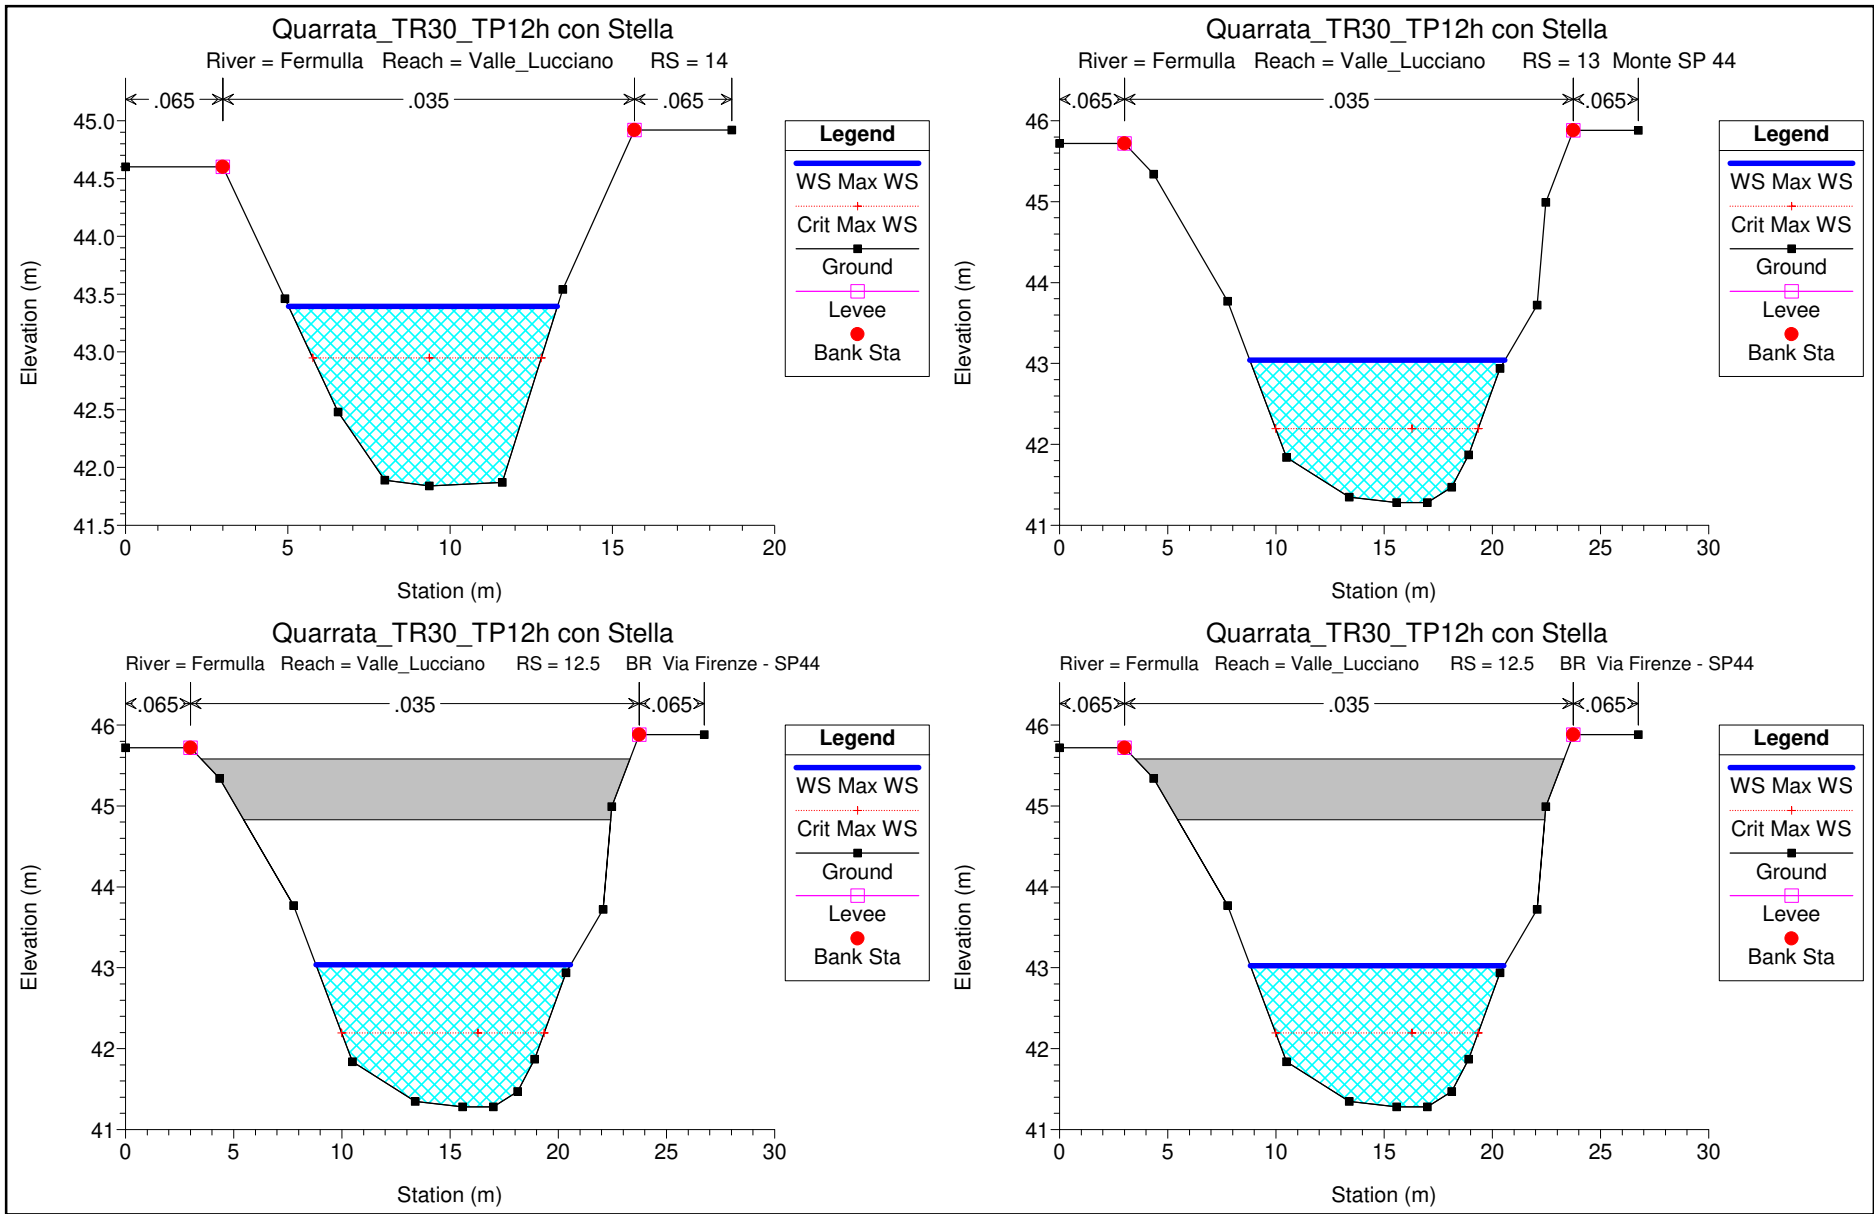 Quarrata_TR30_TP12h con Stella
River = Fermulla Reach = Valle_Lucciano RS = 14
.065 .035 .065
45.0
44.5
44.0
43.5
43.0
42.5
42.0
41.5
Elevation (m)
0 5 10 15 20
Station (m)
Legend
WS Max WS
Crit Max WS
Ground
Levee
Bank Sta
Quarrata_TR30_TP12h con Stella
River = Fermulla Reach = Valle_Lucciano RS = 13 Monte SP 44
.065 .035 .065
46
45
44
43
42
41
Elevation (m)
0 5 10 15 20 25 30
Station (m)
Legend
WS Max WS
Crit Max WS
Ground
Levee
Bank Sta
Quarrata_TR30_TP12h con Stella
River = Fermulla Reach = Valle_Lucciano RS = 12.5 BR Via Firenze - SP44
.065 .035 .065
46
45
44
43
42
41
Elevation (m)
0 5 10 15 20 25 30
Station (m)
Legend
WS Max WS
Crit Max WS
Ground
Levee
Bank Sta
Quarrata_TR30_TP12h con Stella
River = Fermulla Reach = Valle_Lucciano RS = 12.5 BR Via Firenze - SP44
.065 .035 .065
46
45
44
43
42
41
Elevation (m)
0 5 10 15 20 25 30
Station (m)
Legend
WS Max WS
Crit Max WS
Ground
Levee
Bank Sta